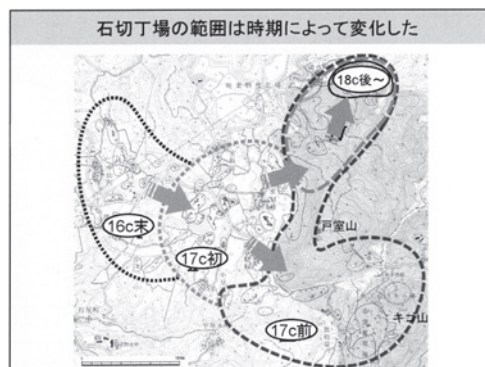 石切丁場の範囲は時期によって変化した
18c後～
16c末
戸室山
17c初
17c前
キゴ山